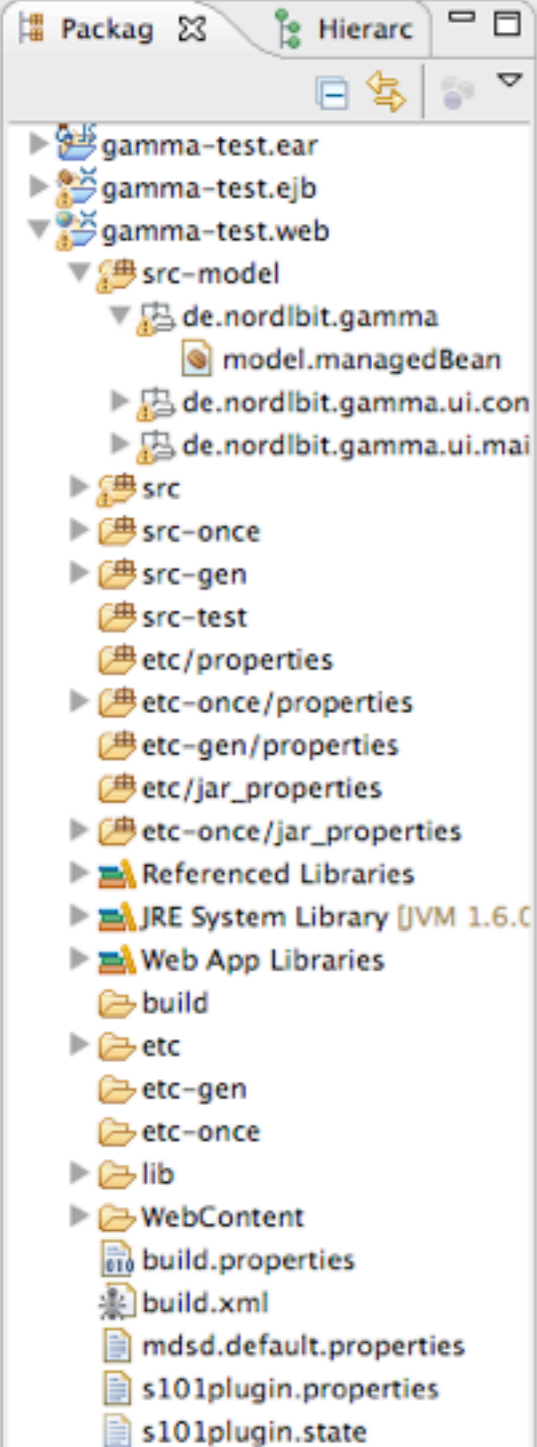 Packag Hierarc
gamma-test.ear
gamma-test.ejb
gamma-test.web
src-model
de.nordlbit.gamma
model.managedBean
de.nordlbit.gamma.ui.con
de.nordlbit.gamma.ui.mai
src
src-once
src-gen
src-test
etc/properties
etc-once/properties
etc-gen/properties
etc/jar_properties
etc-once/jar_properties
Referenced Libraries
JRE System Library [JVM 1.6.0
Web App Libraries
build
etc
etc-gen
etc-once
lib
WebContent
build.properties
build.xml
mdsd.default.properties
s101plugin.properties
s101plugin.state